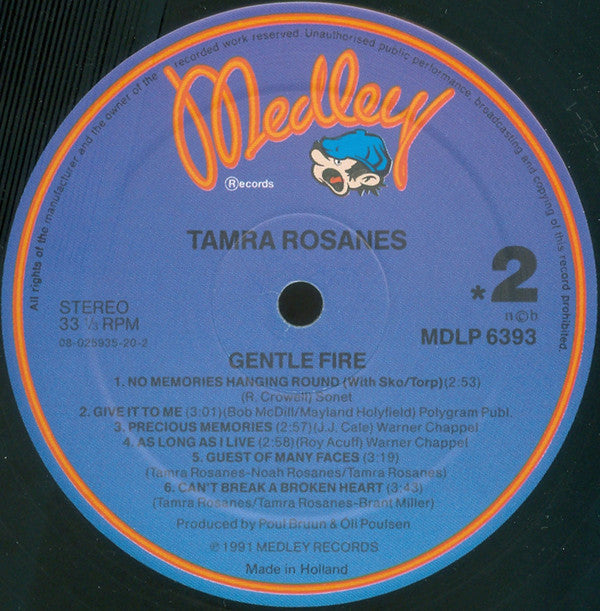 All rights of the manufacturer and the owner of the recorded work reserved. Unauthorised public performance, broadcasting and copying of this record prohibited.
Medley
Records
TAMRA ROSANES
*2
n©b
STEREO
33 ⅓ RPM
08-025935-20-2
MDLP 6393
GENTLE FIRE
1. NO MEMORIES HANGING ROUND (With Sko/Torp)(2:53)
(R. Crowell) Sonet
2. GIVE IT TO ME (3:01)(Bob McDill/Mayland Holyfield) Polygram Publ.
3. PRECIOUS MEMORIES (2:57)(J.J. Cale) Warner Chappel
4. AS LONG AS I LIVE (2:58)(Roy Acuff) Warner Chappel
5. GUEST OF MANY FACES (3:19)
(Tamra Rosanes-Noah Rosanes/Tamra Rosanes)
6. CAN'T BREAK A BROKEN HEART (3:43)
(Tamra Rosanes/Tamra Rosanes-Brant Miller)
Produced by Poul Bruun & Oli Poulsen
℗ 1991 MEDLEY RECORDS
Made in Holland